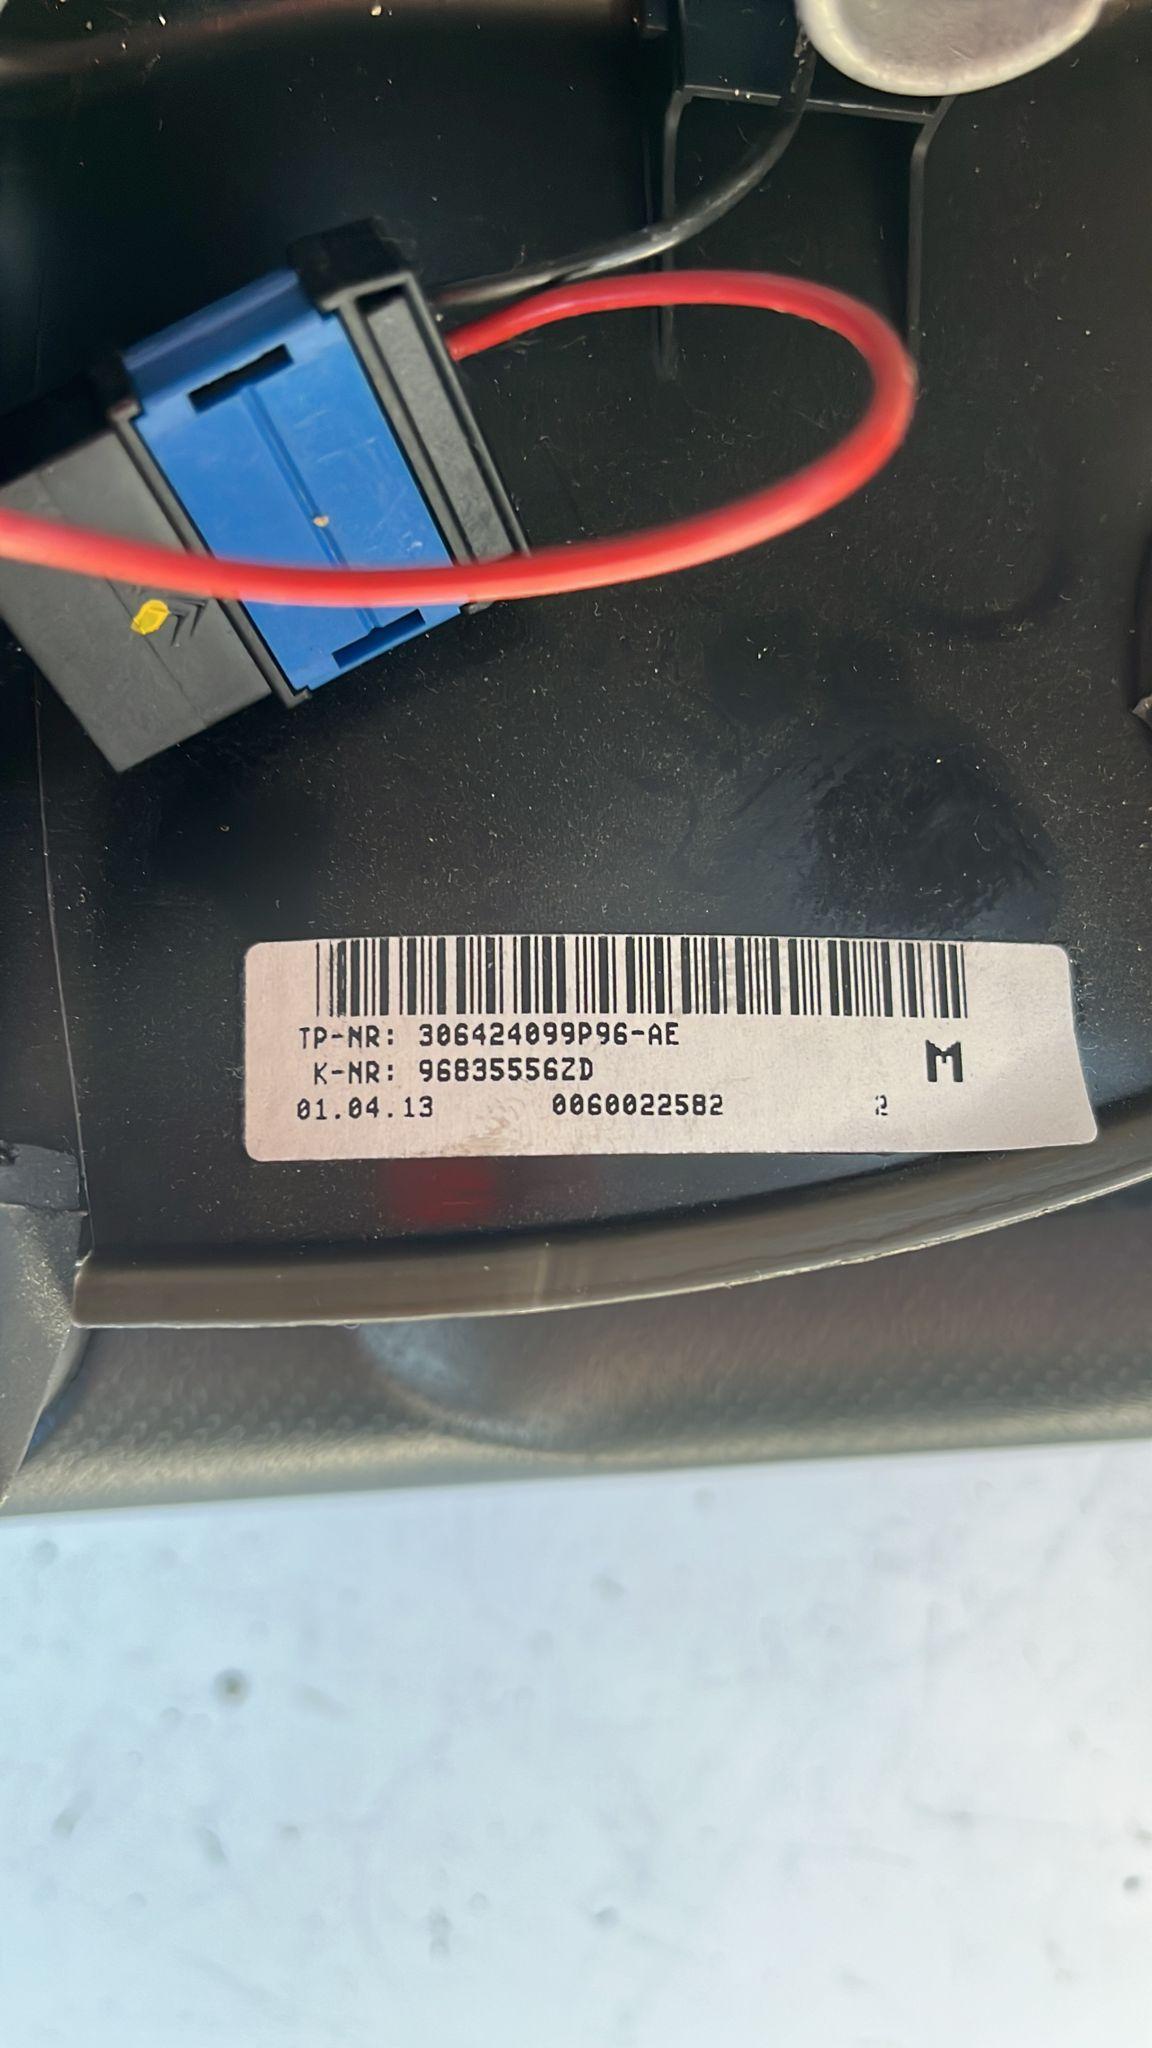 TP-NR: 306424099P96-AE
K-NR: 96835556ZD
M
01.04.13 0060022582 2